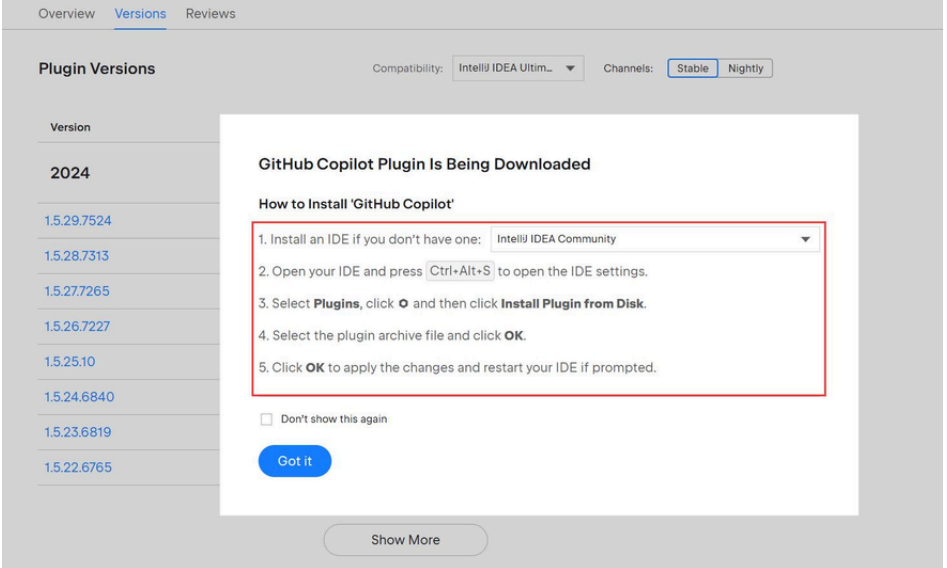 Overview Versions Reviews
Plugin Versions Compatibility: IntelliJ IDEA Ultim... Channels: Stable Nightly
Version
2024
1.5.29.7524
1.5.28.7313
1.5.27.7265
1.5.26.7227
1.5.25.10
1.5.24.6840
1.5.23.6819
1.5.22.6765
GitHub Copilot Plugin Is Being Downloaded
How to Install 'GitHub Copilot'
1. Install an IDE if you don't have one: IntelliJ IDEA Community
2. Open your IDE and press Ctrl+Alt+S to open the IDE settings.
3. Select Plugins, click and then click Install Plugin from Disk.
4. Select the plugin archive file and click OK.
5. Click OK to apply the changes and restart your IDE if prompted.
Don't show this again
Got it
Show More